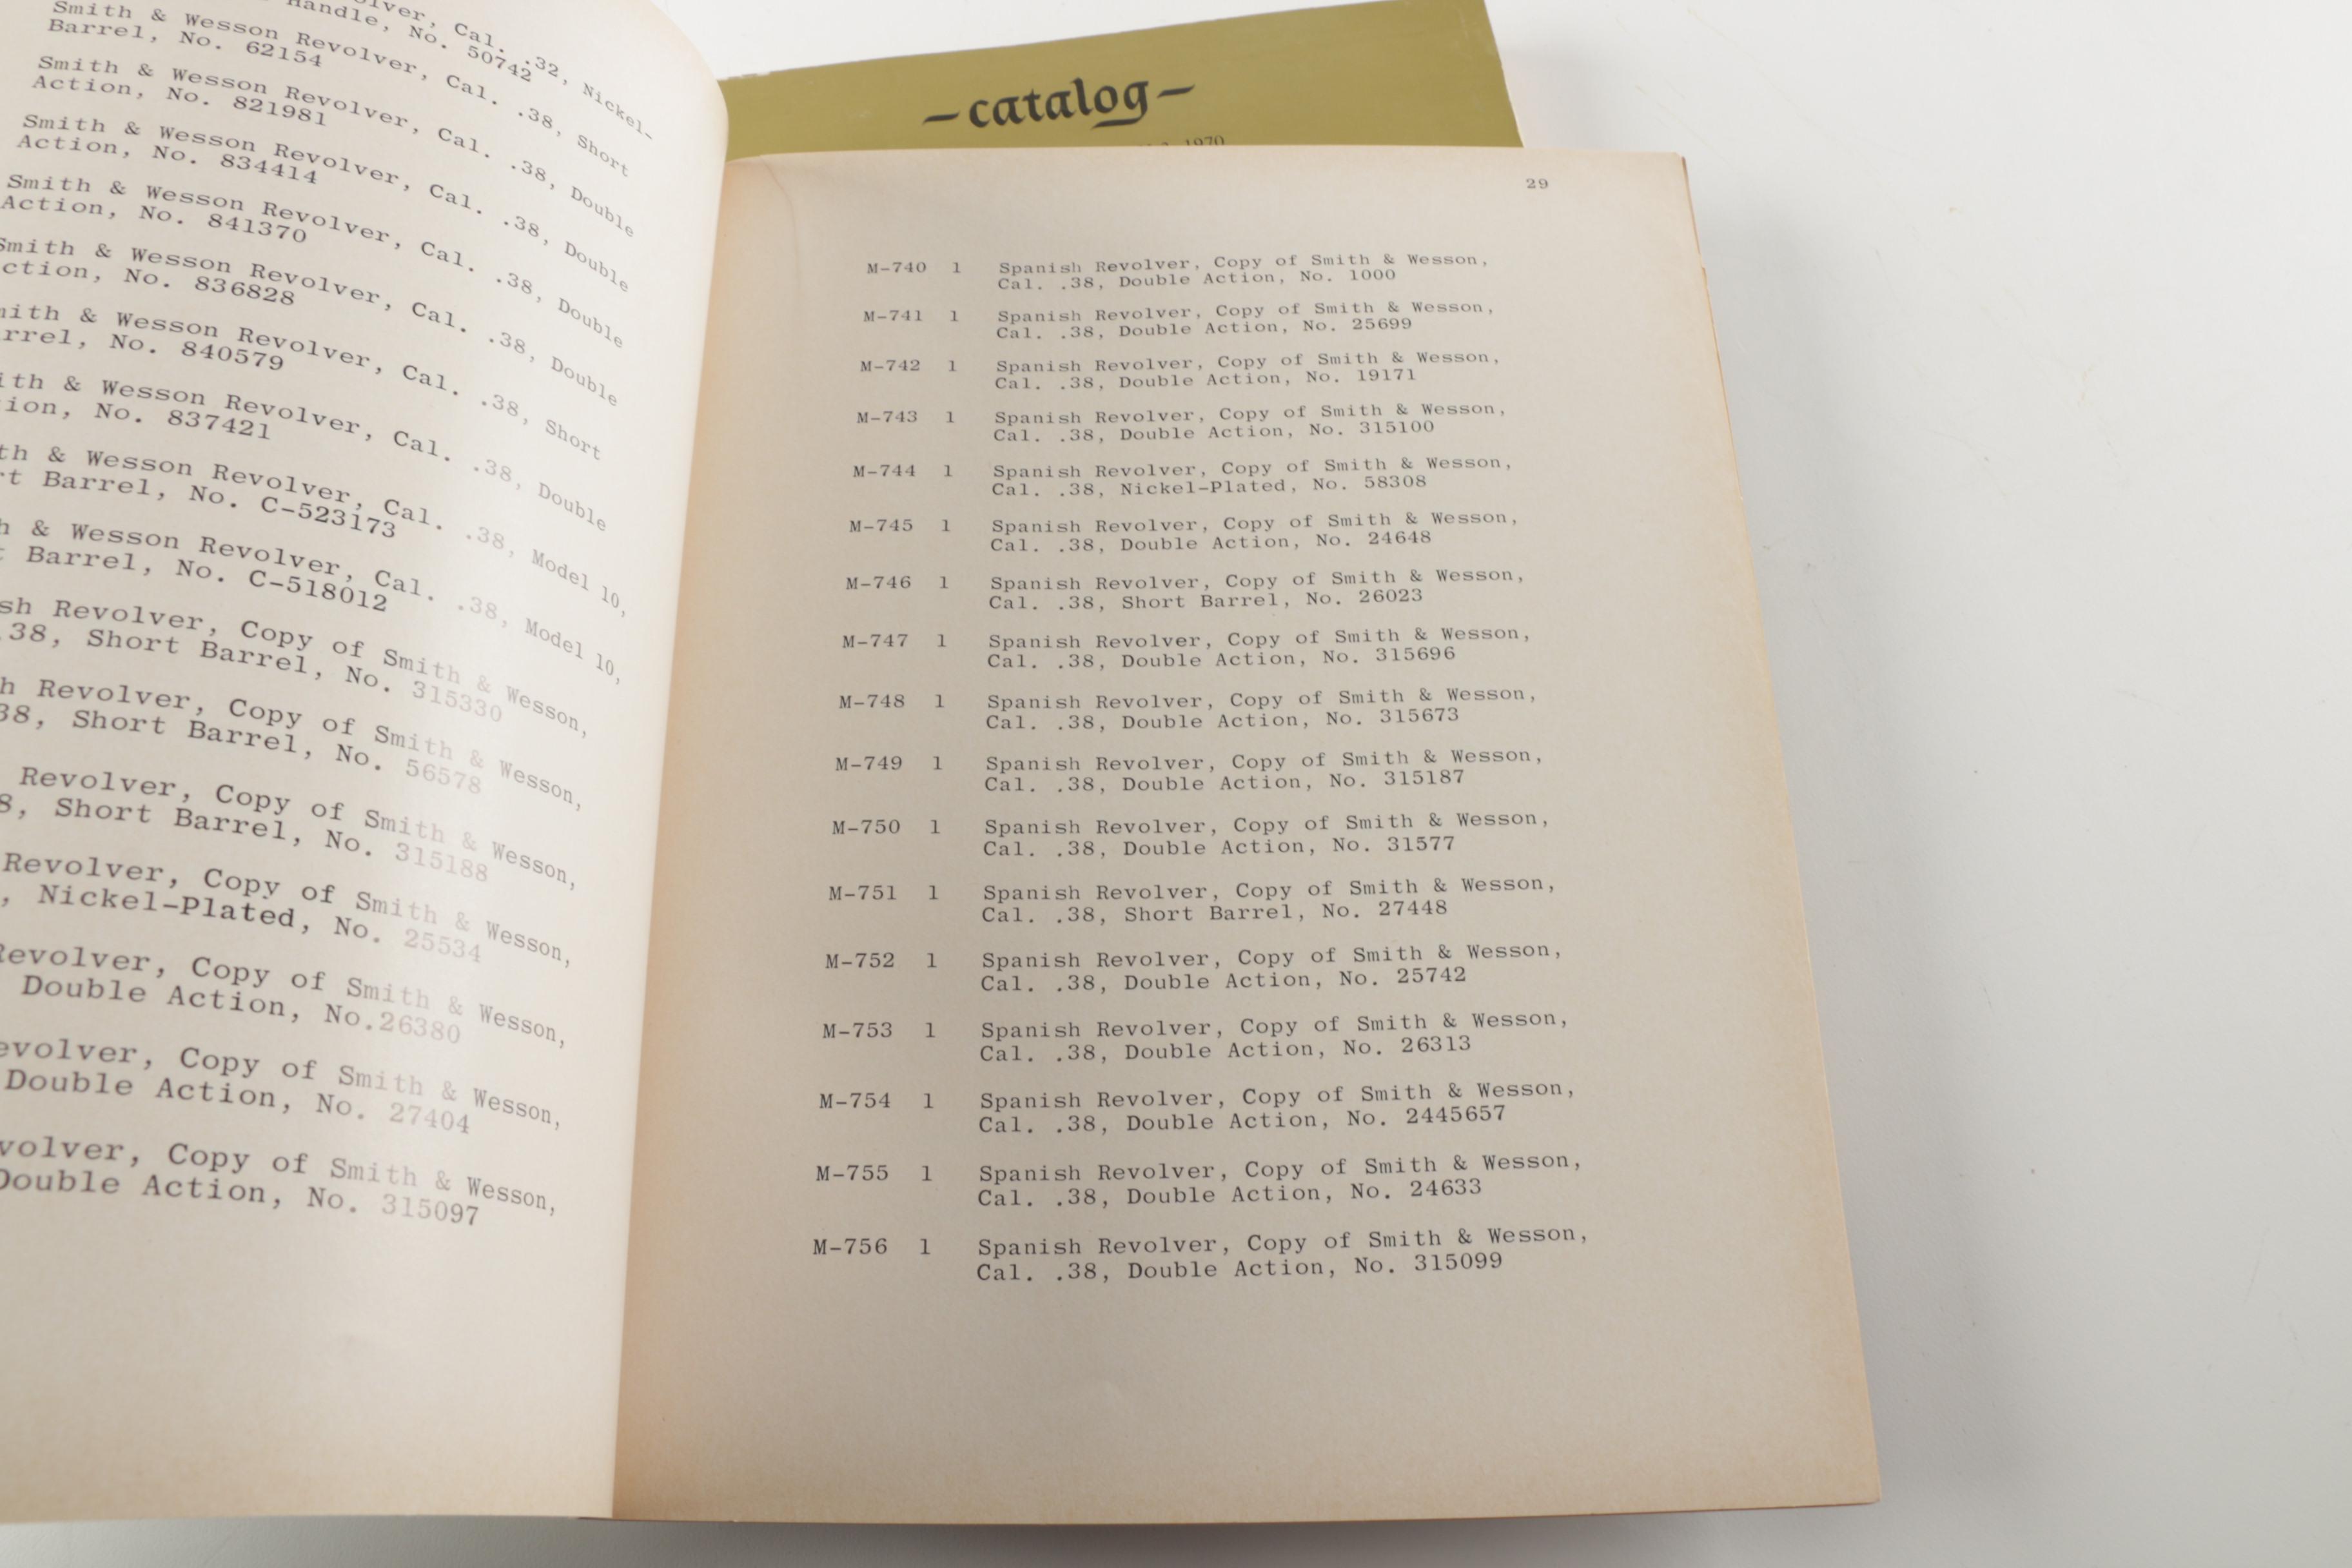 -catalog-
1970
lver, Cal. .32, Nickel-
Handle, No. 50742
Smith & Wesson Revolver, Cal. .38, Short
Barrel, No. 62154
Smith & Wesson Revolver, Cal. .38, Double
Action, No. 821981
Smith & Wesson Revolver, Cal. .38, Double
Action, No. 834414
Smith & Wesson Revolver, Cal. .38, Double
Action, No. 841370
Smith & Wesson Revolver, Cal. .38, Double
ction, No. 836828
mith & Wesson Revolver, Cal. .38, Short
rrel, No. 840579
ith & Wesson Revolver, Cal. .38, Double
ion, No. 837421
th & Wesson Revolver, Cal. .38, Model 10,
rt Barrel, No. C-523173
h & Wesson Revolver, Cal. .38, Model 10,
t Barrel, No. C-518012
sh Revolver, Copy of Smith & Wesson,
.38, Short Barrel, No. 315330
h Revolver, Copy of Smith & Wesson,
38, Short Barrel, No. 56578
Revolver, Copy of Smith & Wesson,
8, Short Barrel, No. 315188
Revolver, Copy of Smith & Wesson,
, Nickel-Plated, No. 25534
Revolver, Copy of Smith & Wesson,
Double Action, No.26380
evolver, Copy of Smith & Wesson,
Double Action, No. 27404
volver, Copy of Smith & Wesson,
Double Action, No. 315097
29
M-740 1 Spanish Revolver, Copy of Smith & Wesson,
Cal. .38, Double Action, No. 1000
M-741 1 Spanish Revolver, Copy of Smith & Wesson,
Cal. .38, Double Action, No. 25699
M-742 1 Spanish Revolver, Copy of Smith & Wesson,
Cal. .38, Double Action, No. 19171
M-743 1 Spanish Revolver, Copy of Smith & Wesson,
Cal. .38, Double Action, No. 315100
M-744 1 Spanish Revolver, Copy of Smith & Wesson,
Cal. .38, Nickel-Plated, No. 58308
M-745 1 Spanish Revolver, Copy of Smith & Wesson,
Cal. .38, Double Action, No. 24648
M-746 1 Spanish Revolver, Copy of Smith & Wesson,
Cal. .38, Short Barrel, No. 26023
M-747 1 Spanish Revolver, Copy of Smith & Wesson,
Cal. .38, Double Action, No. 315696
M-748 1 Spanish Revolver, Copy of Smith & Wesson,
Cal. .38, Double Action, No. 315673
M-749 1 Spanish Revolver, Copy of Smith & Wesson,
Cal. .38, Double Action, No. 315187
M-750 1 Spanish Revolver, Copy of Smith & Wesson,
Cal. .38, Double Action, No. 31577
M-751 1 Spanish Revolver, Copy of Smith & Wesson,
Cal. .38, Short Barrel, No. 27448
M-752 1 Spanish Revolver, Copy of Smith & Wesson,
Cal. .38, Double Action, No. 25742
M-753 1 Spanish Revolver, Copy of Smith & Wesson,
Cal. .38, Double Action, No. 26313
M-754 1 Spanish Revolver, Copy of Smith & Wesson,
Cal. .38, Double Action, No. 2445657
M-755 1 Spanish Revolver, Copy of Smith & Wesson,
Cal. .38, Double Action, No. 24633
M-756 1 Spanish Revolver, Copy of Smith & Wesson,
Cal. .38, Double Action, No. 315099